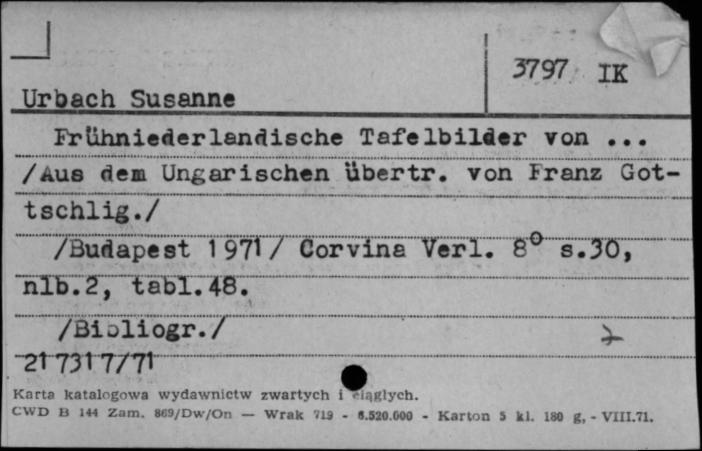 3797 IK
Urbach Susanne
Frühniederlandische Tafelbilder von ...
/Aus dem Ungarischen übertr. von Franz Got-
tschlig./
/Budapest 1971/ Corvina Verl. 8° s.30,
nlb.2, tabl.48.
/Bibliogr./
21 7317/71
Karta katalogowa wydawnictw zwartych i ciągłych.
CWD B 144 Zam. 869/Dw/On — Wrak 719 - 8.520.000 - Karton 5 kl. 180 g, - VIII.71.